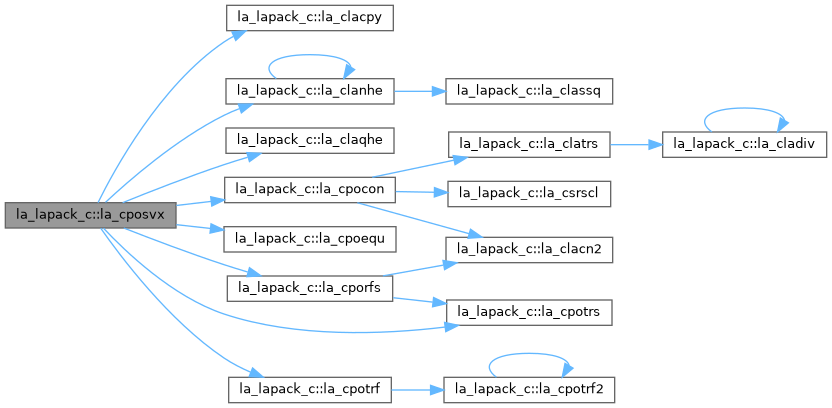 la_lapack_c::la_clacpy
la_lapack_c::la_clanhe
la_lapack_c::la_classq
la_lapack_c::la_claqhe
la_lapack_c::la_clatrs
la_lapack_c::la_cladiv
la_lapack_c::la_cpocon
la_lapack_c::la_csrscl
la_lapack_c::la_cposvx
la_lapack_c::la_cpoequ
la_lapack_c::la_clacn2
la_lapack_c::la_cporfs
la_lapack_c::la_cpotrs
la_lapack_c::la_cpotrf
la_lapack_c::la_cpotrf2